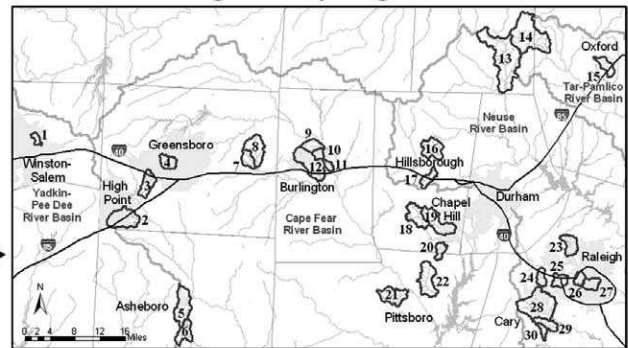 14
13
Oxford
15
Tar-Pamlico
River Basin
Neuse
River Basin
85
1
40
Greensboro
4
8
7
9
10
11
12
16
Hillsborough
17
Winston-
Salem
Yadkin-
Pee Dee
River Basin
High
Point
3
2
Burlington
Durham
Cape Fear
River Basin
Chapel
Hill
18
19
20
40
23
Raleigh
85
N
Asheboro
5
6
21
Pittsboro
22
24
25
26
27
28
Cary
29
30
0 2 4 8 12 16
Miles